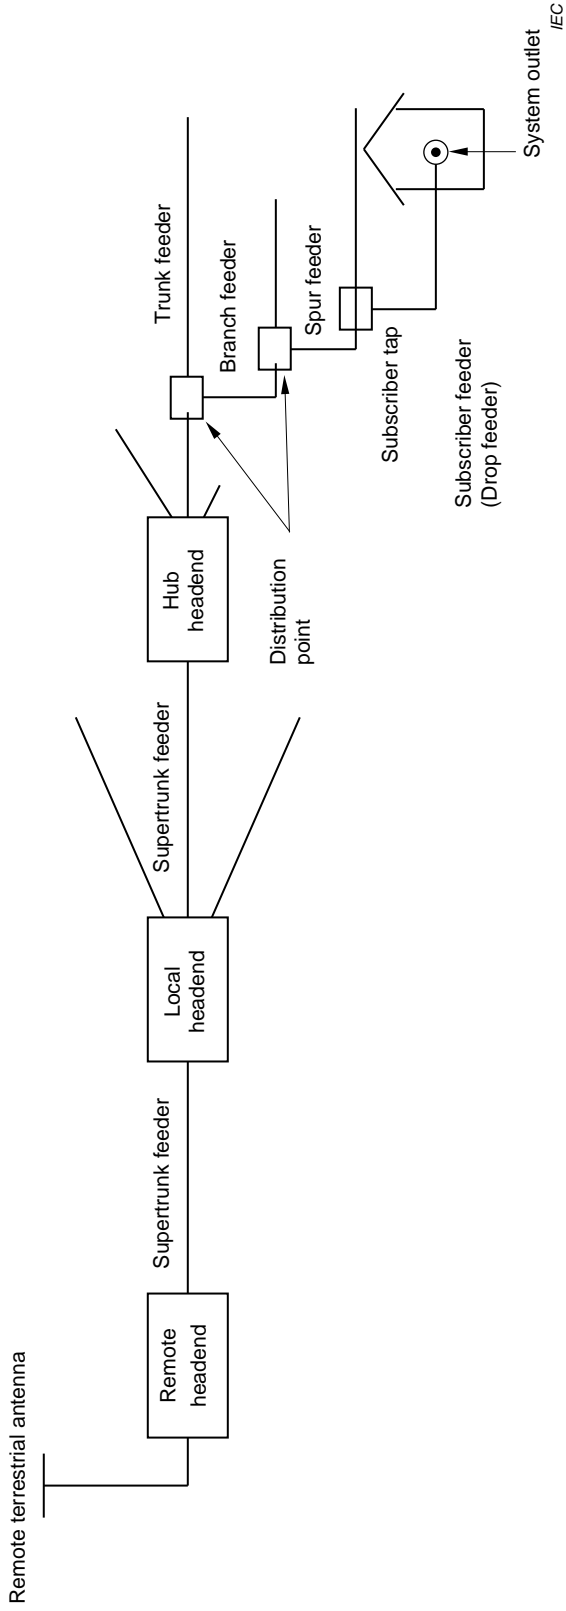 Remote terrestrial antenna
Remote
headend
Supertrunk feeder
Local
headend
Supertrunk feeder
Hub
headend
Distribution
point
Trunk feeder
Branch feeder
Spur feeder
Subscriber tap
Subscriber feeder
(Drop feeder)
System outlet
IEC